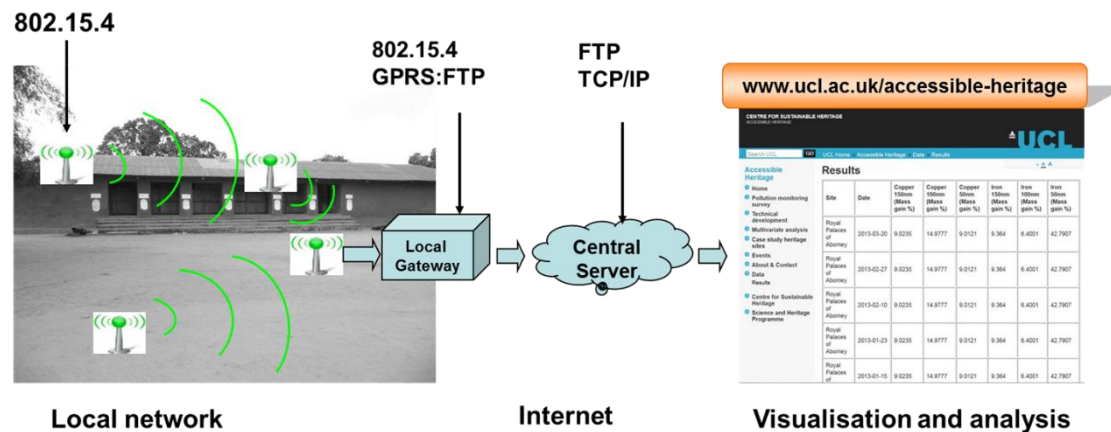 802.15.4
802.15.4
GPRS:FTP
FTP
TCP/IP
www.ucl.ac.uk/accessible-heritage
CENTRE FOR SUSTAINABLE HERITAGE
ACCESSIBLE HERITAGE
UCL
Search UCL GO UCL Home Accessible Heritage Data Results
Accessible
Heritage
Home
Pollution monitoring
survey
Technical
development
Multivariate analysis
Case study heritage
sites
Events
About & Contact
Data
Results
Centre for Sustainable
Heritage
Science and Heritage
Programme
A A
Results
Site Date Copper 150nm (Mass gain %) Copper 100nm (Mass gain %) Copper 50nm (Mass gain %) Iron 150nm (Mass gain %) Iron 100nm (Mass gain %) Iron 50nm (Mass gain %)
Royal Palaces of Abomey 2013-03-20 9.0235 14.9777 9.0121 9.364 6.4001 42.7907
Royal Palaces of Abomey 2013-02-27 9.0235 14.9777 9.0121 9.364 6.4001 42.7907
Royal Palaces of Abomey 2013-02-10 9.0235 14.9777 9.0121 9.364 6.4001 42.7907
Royal Palaces of Abomey 2013-01-23 9.0235 14.9777 9.0121 9.364 6.4001 42.7907
Royal Palaces of 2013-01-15 9.0235 14.9777 9.0121 9.364 6.4001 42.7907
Local
Gateway
Central
Server
Local network
Internet
Visualisation and analysis